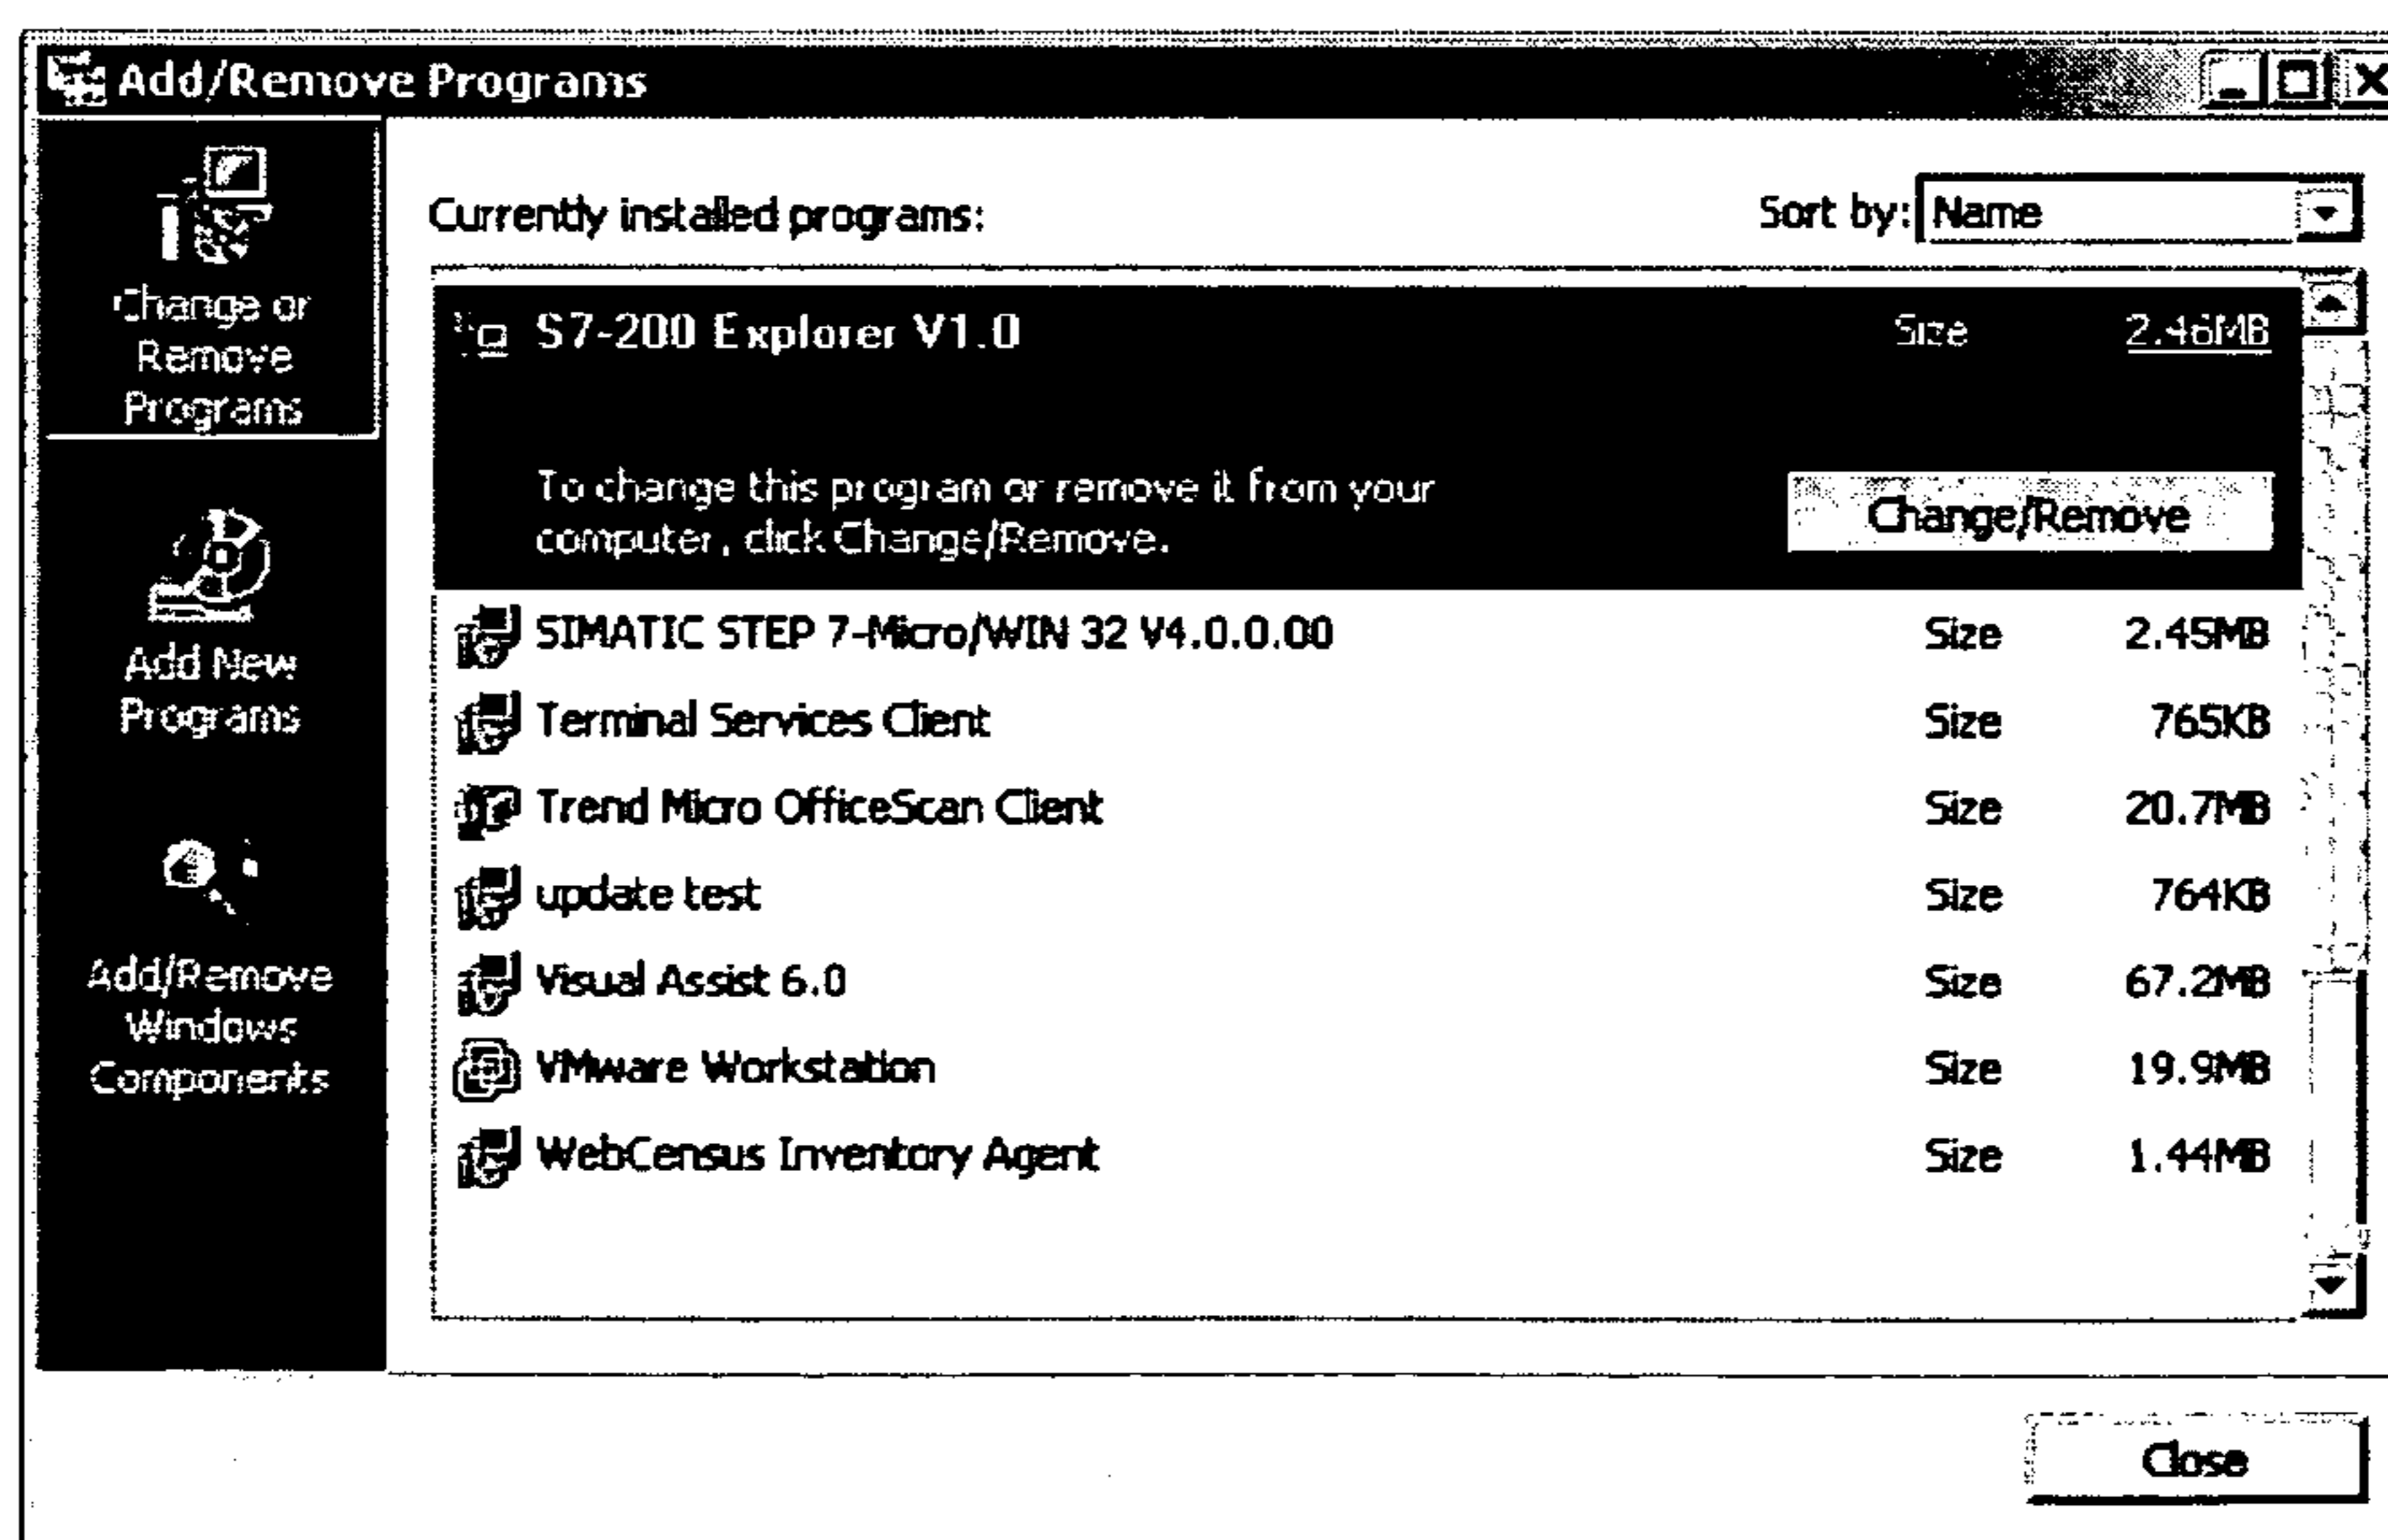 Add/Remove Programs
Change or
Remove
Programs
Add New
Programs
Add/Remove
Windows
Components
Currently installed programs:
Sort by: Name
S7-200 Explorer V1.0 Size 2.46MB
To change this program or remove it from your
computer, click Change/Remove.
Change/Remove
SIMATIC STEP 7-Micro/WIN 32 V4.0.0.00 Size 2.45MB
Terminal Services Client Size 765KB
Trend Micro OfficeScan Client Size 20.7MB
update test Size 764KB
Visual Assist 6.0 Size 67.2MB
VMware Workstation Size 19.9MB
WebCensus Inventory Agent Size 1.44MB
Close